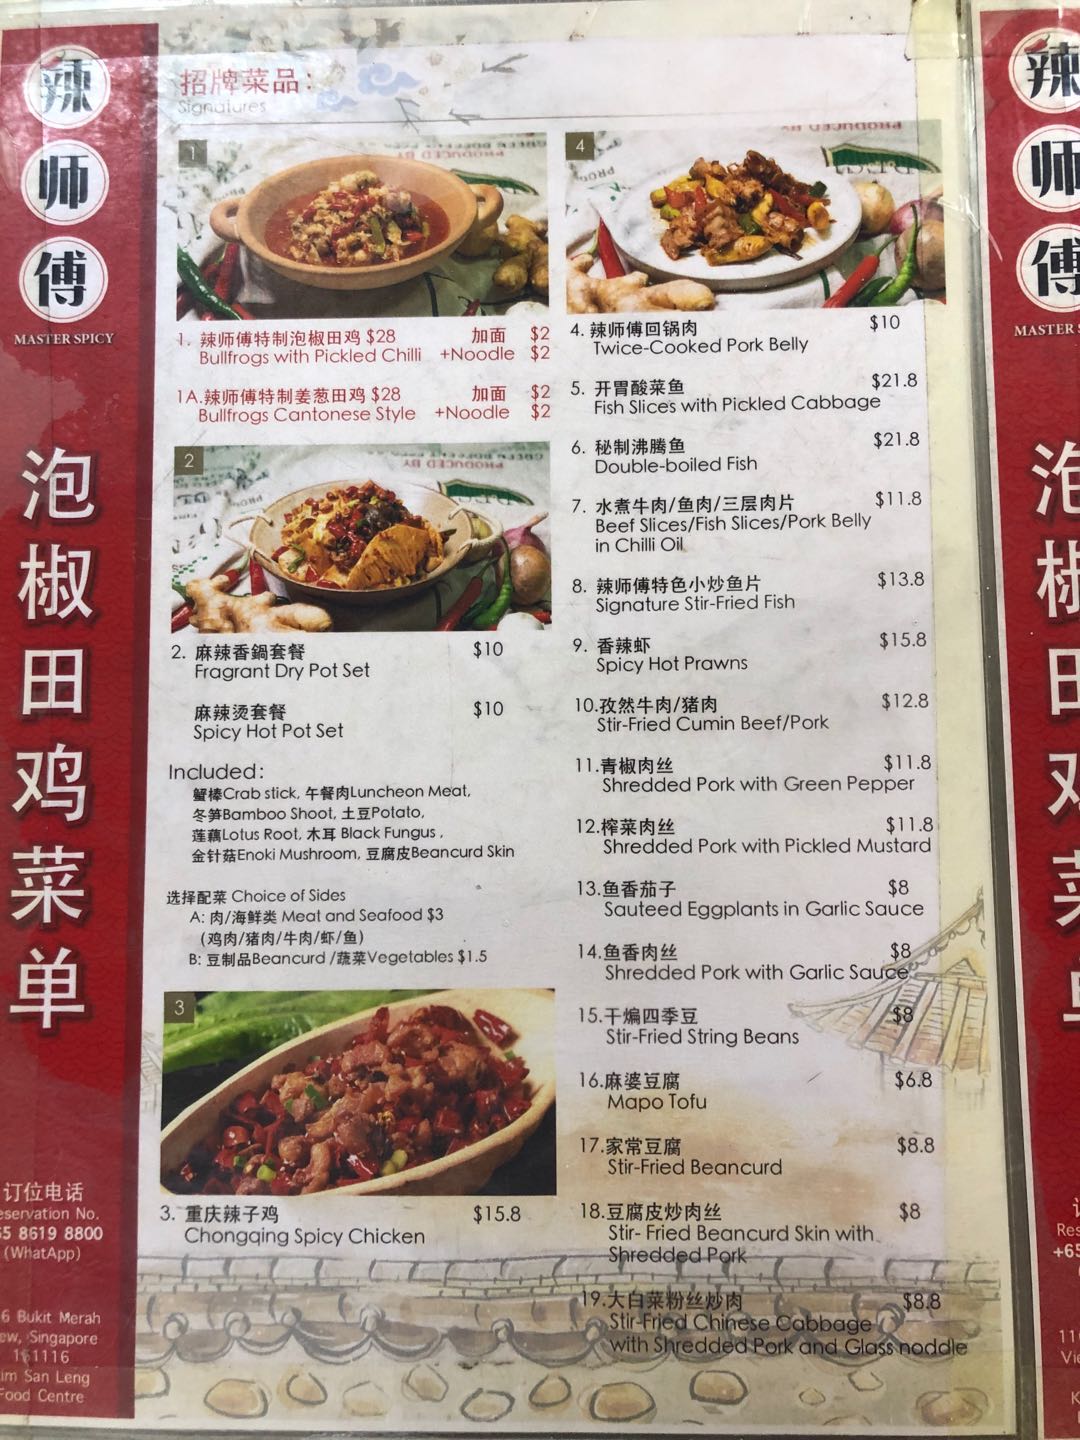 辣
师
傅
MASTER SPICY
泡椒田鸡菜单
订位电话
8619 8800
(WhatApp)
Bukit Merah
Singapore
Food Centre
招牌菜品：
Signatures
1
1. 辣师傅特制泡椒田鸡 $28 加面 $2
Bullfrogs with Pickled Chilli +Noodle $2
1A.辣师傅特制姜葱田鸡 $28 加面 $2
Bullfrogs Cantonese Style +Noodle $2
2
2. 麻辣香鍋套餐 $10
Fragrant Dry Pot Set
麻辣烫套餐 $10
Spicy Hot Pot Set
Included：
蟹棒Crab stick, 午餐肉Luncheon Meat,
冬笋Bamboo Shoot, 土豆Potato,
莲藕Lotus Root, 木耳 Black Fungus ,
金针菇Enoki Mushroom, 豆腐皮Beancurd Skin
选择配菜 Choice of Sides
A: 肉/海鲜类 Meat and Seafood $3
(鸡肉/猪肉/牛肉/虾/鱼)
B: 豆制品Beancurd /蔬菜Vegetables $1.5
3
3. 重庆辣子鸡 $15.8
Chongqing Spicy Chicken
4
PRODUCED BY
4. 辣师傅回锅肉 $10
Twice-Cooked Pork Belly
5. 开胃酸菜鱼 $21.8
Fish Slices with Pickled Cabbage
6. 秘制沸腾鱼 $21.8
Double-boiled Fish
7. 水煮牛肉/鱼肉/三层肉片 $11.8
Beef Slices/Fish Slices/Pork Belly
in Chilli Oil
8. 辣师傅特色小炒鱼片 $13.8
Signature Stir-Fried Fish
9. 香辣虾 $15.8
Spicy Hot Prawns
10.孜然牛肉/猪肉 $12.8
Stir-Fried Cumin Beef/Pork
11.青椒肉丝 $11.8
Shredded Pork with Green Pepper
12.榨菜肉丝 $11.8
Shredded Pork with Pickled Mustard
13.鱼香茄子 $8
Sauteed Eggplants in Garlic Sauce
14.鱼香肉丝 $8
Shredded Pork with Garlic Sauce
15.干煸四季豆 $8
Stir-Fried String Beans
16.麻婆豆腐 $6.8
Mapo Tofu
17.家常豆腐 $8.8
Stir-Fried Beancurd
18.豆腐皮炒肉丝 $8
Stir- Fried Beancurd Skin with
Shredded Pork
19.大白菜粉丝炒肉 $8.8
Stir-Fried Chinese Cabbage
with Shredded Pork and Glass noddle
辣
师
傅
MASTER